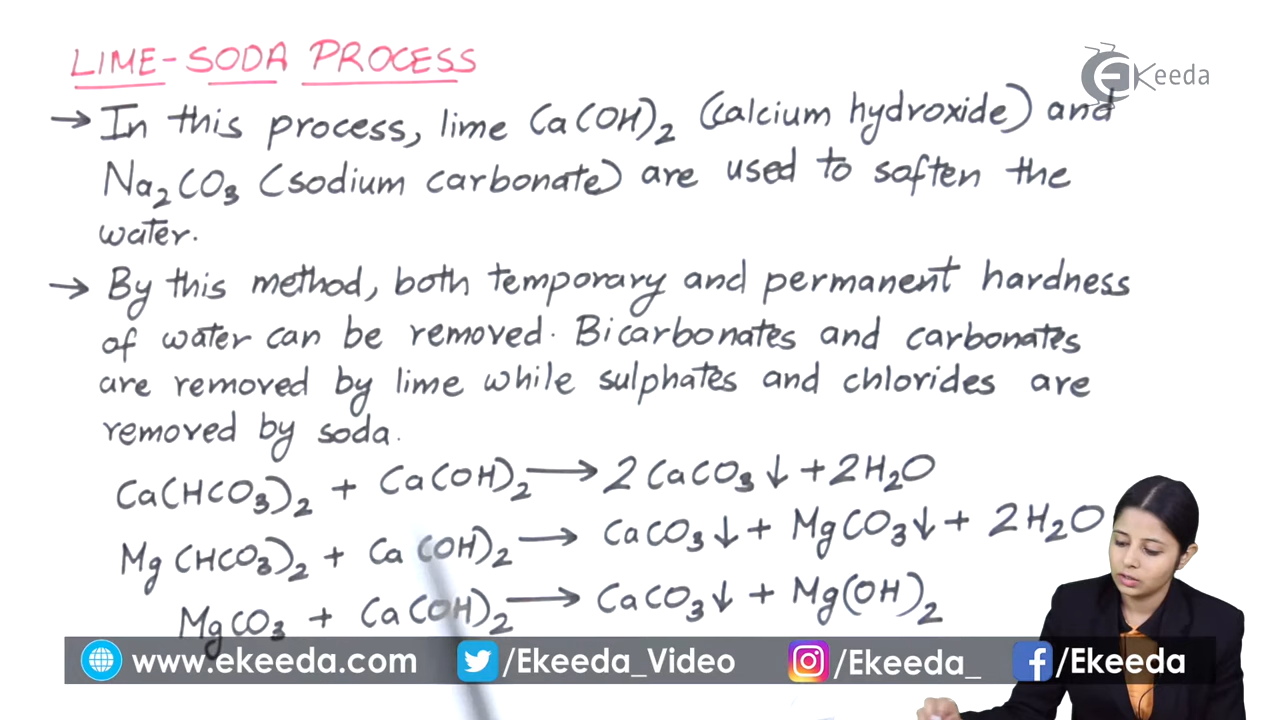 LIME-SODA PROCESS
Ekeeda
→ In this process, lime Ca(OH)₂ (calcium hydroxide) and
Na₂CO₃ (sodium carbonate) are used to soften the
water.
→ By this method, both temporary and permanent hardness
of water can be removed. Bicarbonates and carbonates
are removed by lime while sulphates and chlorides are
removed by soda.
Ca(HCO₃)₂ + Ca(OH)₂ → 2CaCO₃↓ + 2H₂O
Mg(HCO₃)₂ + Ca(OH)₂ → CaCO₃↓ + MgCO₃↓ + 2H₂O
MgCO₃ + Ca(OH)₂ → CaCO₃↓ + Mg(OH)₂
www.ekeeda.com /Ekeeda_Video /Ekeeda_ /Ekeeda